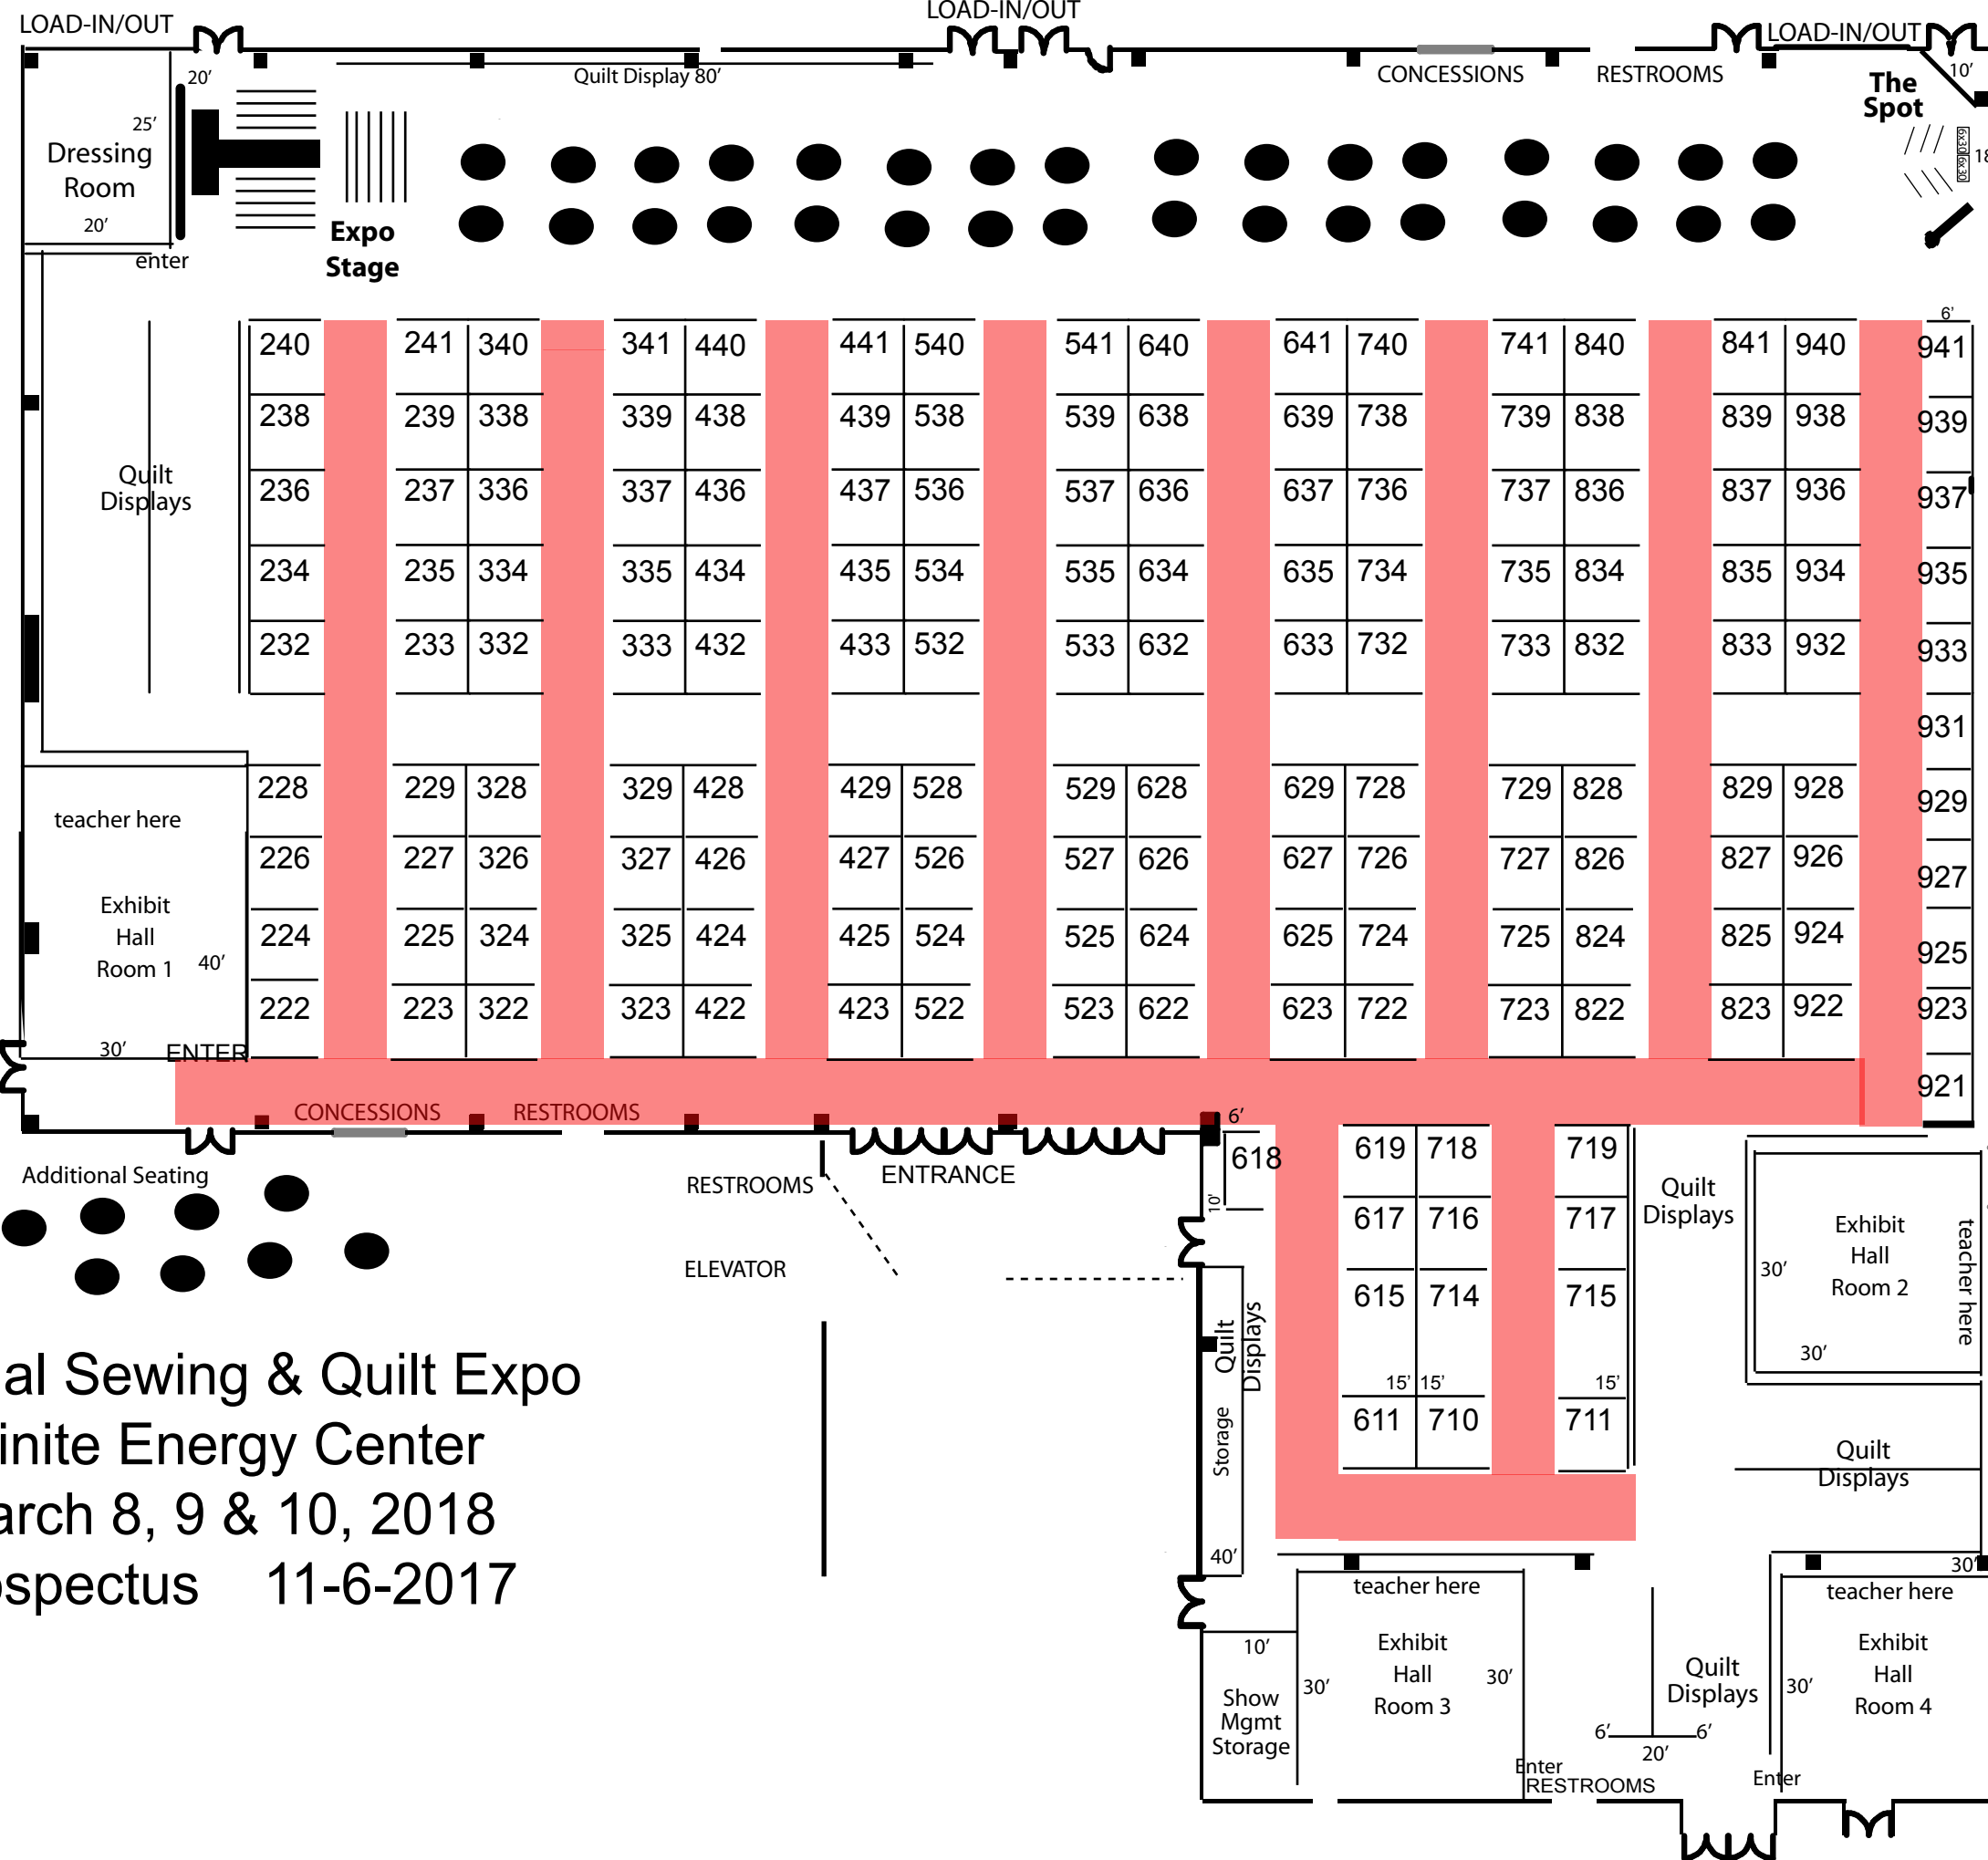 LOAD-IN/OUT
LOAD-IN/OUT
LOAD-IN/OUT
20’
Quilt Display 80’
CONCESSIONS
RESTROOMS
The
Spot
10’
25’
Dressing
Room
20’
enter
Expo
Stage
6x30
6x30
18
6’
240 241 340 341 440 441 540 541 640 641 740 741 840 841 940 941
238 239 338 339 438 439 538 539 638 639 738 739 838 839 938 939
Quilt
Displays
236 237 336 337 436 437 536 537 636 637 736 737 836 837 936 937
234 235 334 335 434 435 534 535 634 635 734 735 834 835 934 935
232 233 332 333 432 433 532 533 632 633 732 733 832 833 932 933
931
228 229 328 329 428 429 528 529 628 629 728 729 828 829 928 929
teacher here
226 227 326 327 426 427 526 527 626 627 726 727 826 827 926 927
Exhibit
Hall
Room 1
40’
224 225 324 325 424 425 524 525 624 625 724 725 824 825 924 925
222 223 322 323 422 423 522 523 622 623 722 723 822 823 922 923
30’
ENTER
921
CONCESSIONS
RESTROOMS
6’
618
10’
619 718 719
617 716 717
615 714 715
15’ 15’ 15’
611 710 711
Additional Seating
RESTROOMS
ENTRANCE
ELEVATOR
Quilt
Displays
Exhibit
Hall
Room 2
30’
30’
teacher here
Quilt
Displays
Storage
40’
Quilt
Displays
al Sewing & Quilt Expo
inite Energy Center
arch 8, 9 & 10, 2018
ospectus 11-6-2017
teacher here
Exhibit
Hall
Room 3
30’
30’
10’
Show
Mgmt
Storage
Enter
RESTROOMS
Quilt
Displays
6’
6’
20’
30’
teacher here
Exhibit
Hall
Room 4
30’
Enter